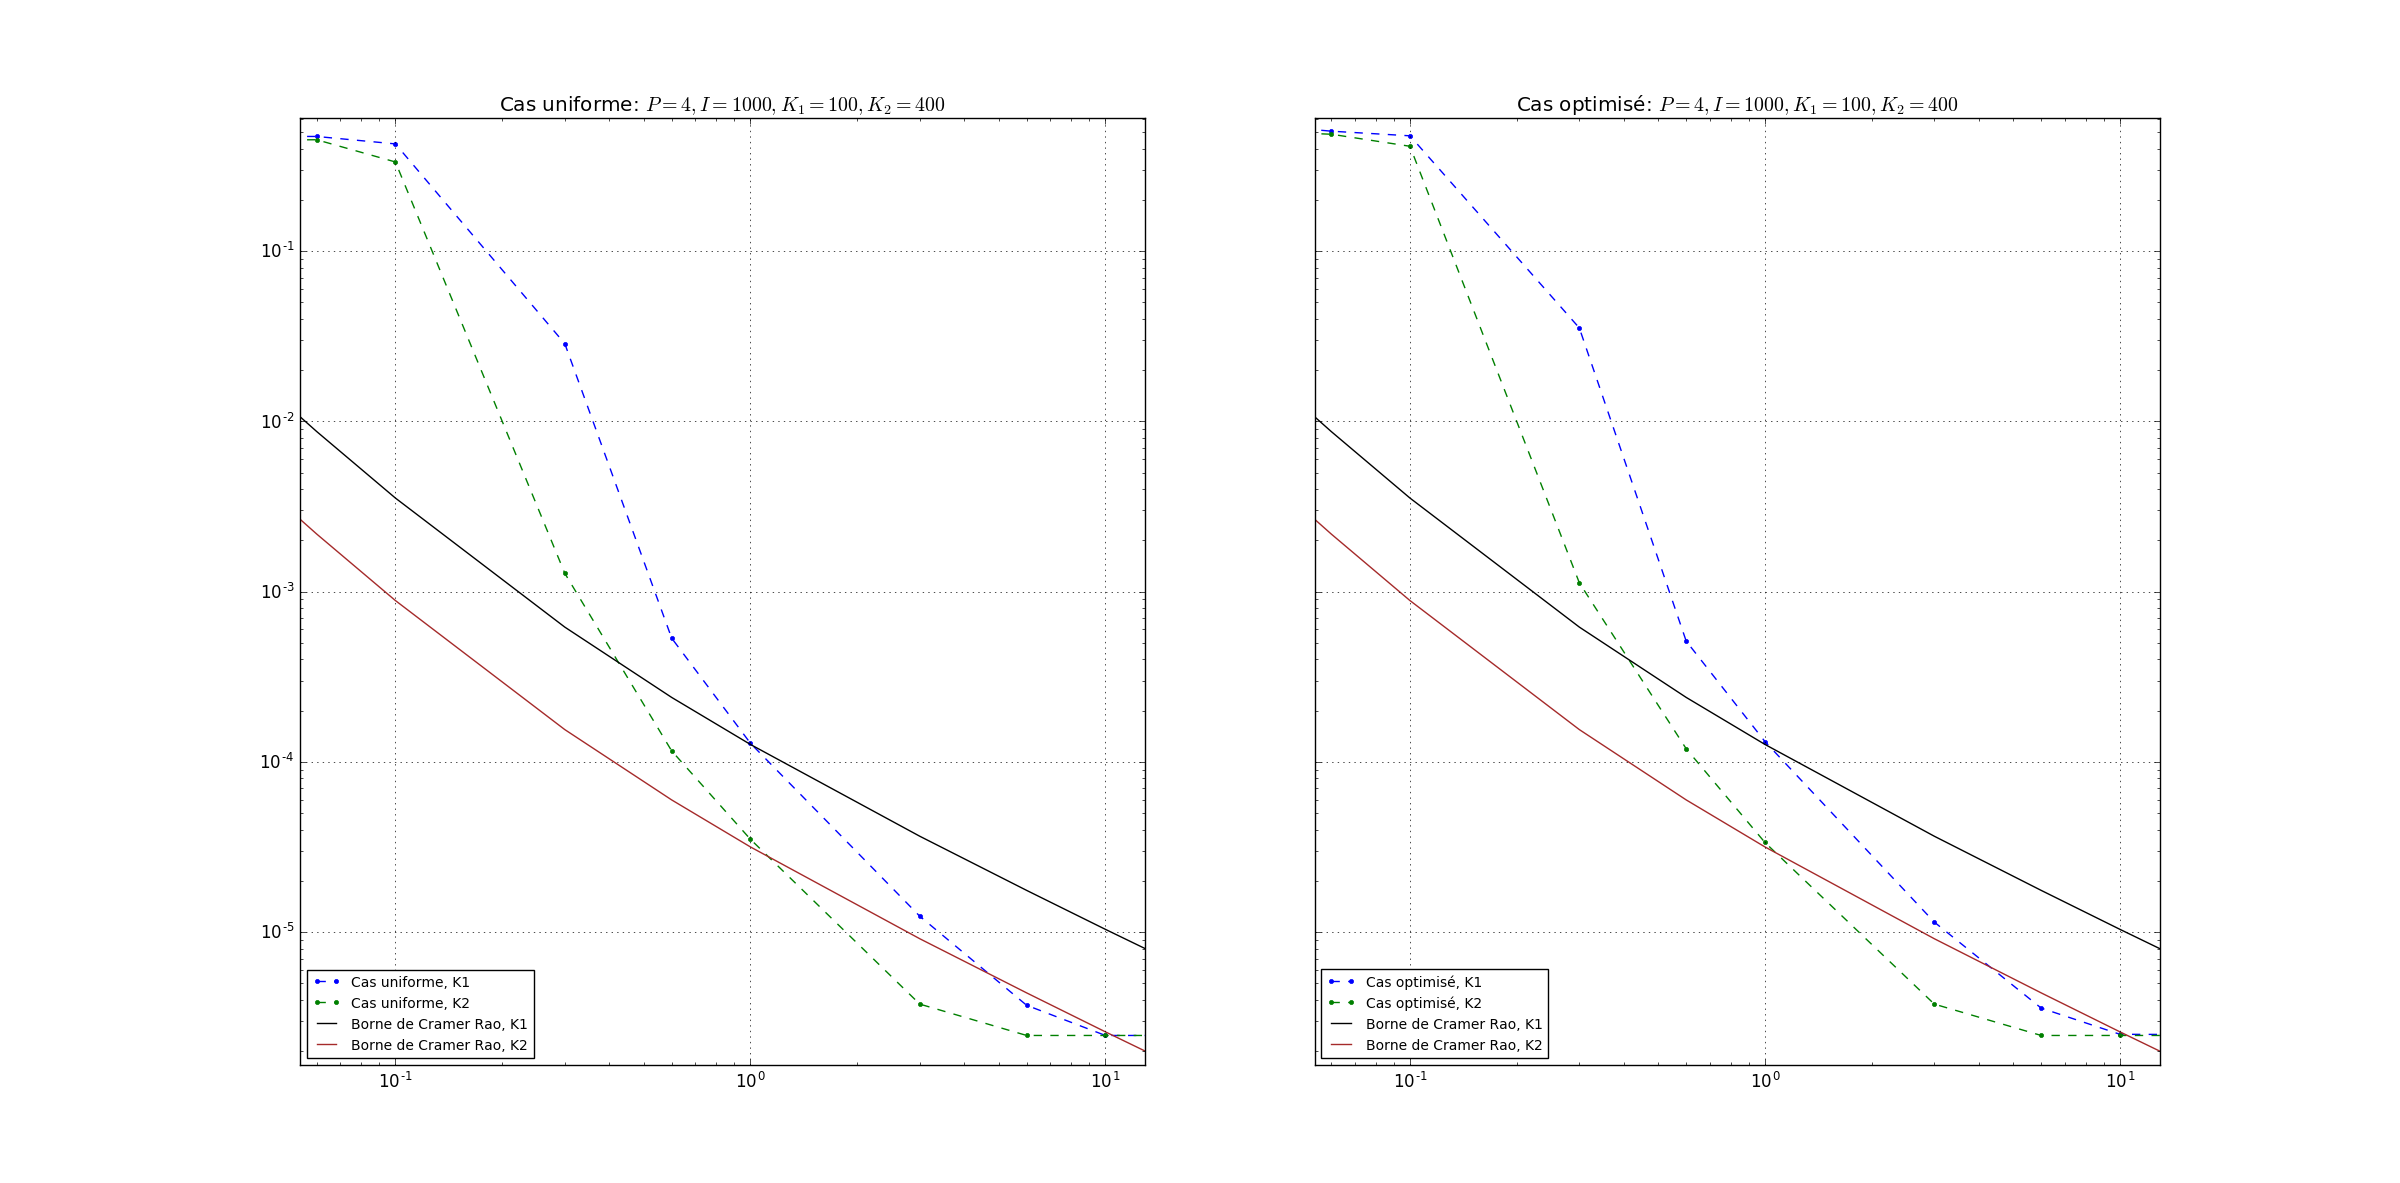 Cas uniforme: P = 4, I = 1000, K₁ = 100, K₂ = 400
10⁻¹
10⁻²
10⁻³
10⁻⁴
10⁻⁵
Cas uniforme, K1
Cas uniforme, K2
Borne de Cramer Rao, K1
Borne de Cramer Rao, K2
10⁻¹ 10⁰ 10¹
Cas optimisé: P = 4, I = 1000, K₁ = 100, K₂ = 400
Cas optimisé, K1
Cas optimisé, K2
Borne de Cramer Rao, K1
Borne de Cramer Rao, K2
10⁻¹ 10⁰ 10¹